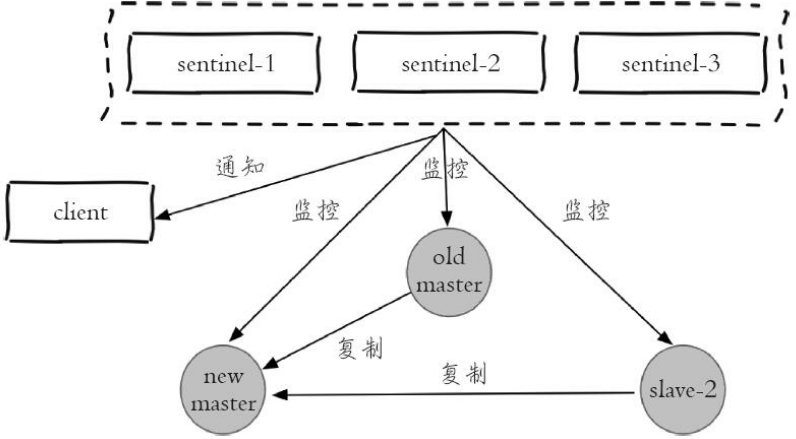 sentinel-1
sentinel-2
sentinel-3
通知
监控
监控
监控
client
old
master
复制
复制
new
master
slave-2